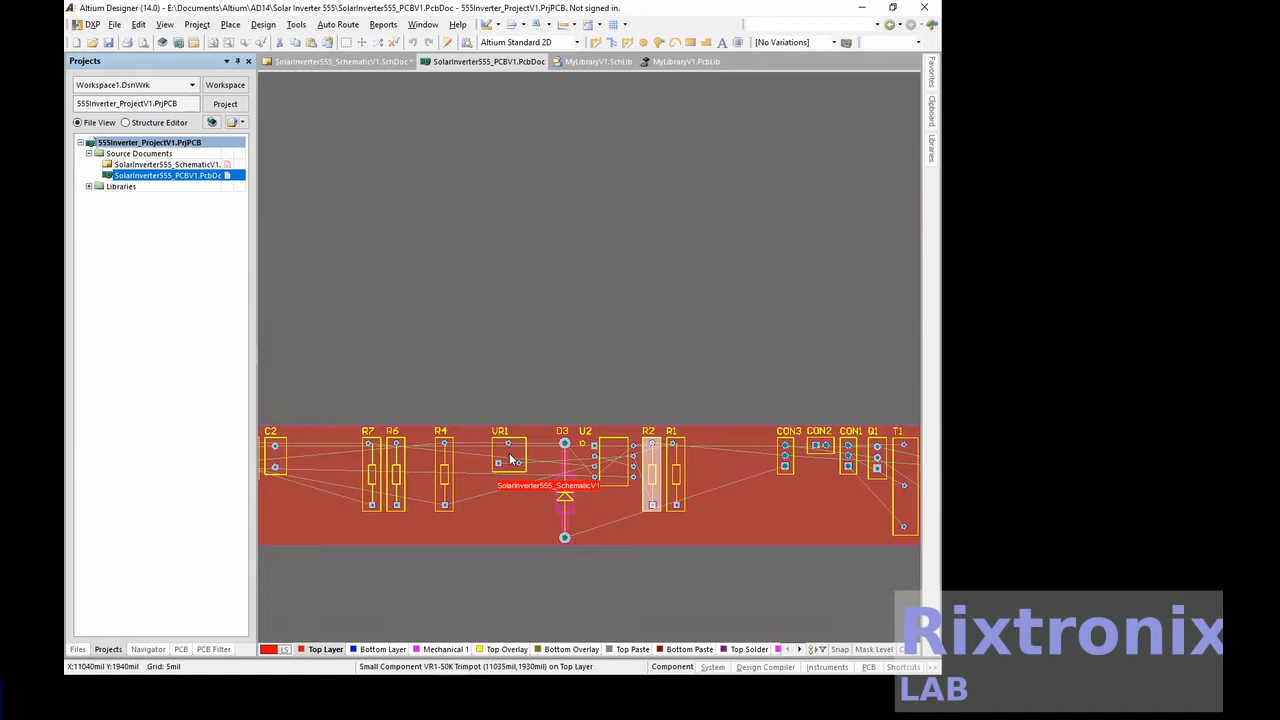 Altium Designer (14.0) - E:\Documents\Altium\AD14\Solar Inverter 555\SolarInverter555_PCBV1.PcbDoc - 555Inverter_ProjectV1.PrjPCB. Not signed in.
DXP File Edit View Project Place Design Tools Auto Route Reports Window Help
Altium Standard 2D [No Variations]
Projects
SolarInverter555_SchematicV1.SchDoc * SolarInverter555_PCBV1.PcbDoc MyLibraryV1.SchLib MyLibraryV1.PcbLib
Favorites
Clipboard
Libraries
Workspace1.DsnWrk Workspace
555Inverter_ProjectV1.PrjPCB Project
File View Structure Editor
555Inverter_ProjectV1.PrjPCB
Source Documents
SolarInverter555_SchematicV1.
SolarInverter555_PCBV1.PcbDc
Libraries
C2 R7 R6 R4 VR1 D3 U2 R2 R1 CON3 CON2 CON1 Q1 T1
SolarInverter555_SchematicV1
Files Projects Navigator PCB PCB Filter
LS Top Layer Bottom Layer Mechanical 1 Top Overlay Bottom Overlay Top Paste Bottom Paste Top Solder Snap Mask Level
X:11040mil Y:1940mil Grid: 5mil Small Component VR1-50K Trimpot (11035mil,1930mil) on Top Layer Component System Design Compiler Instruments PCB Shortcuts >>
Rixtronix
LAB